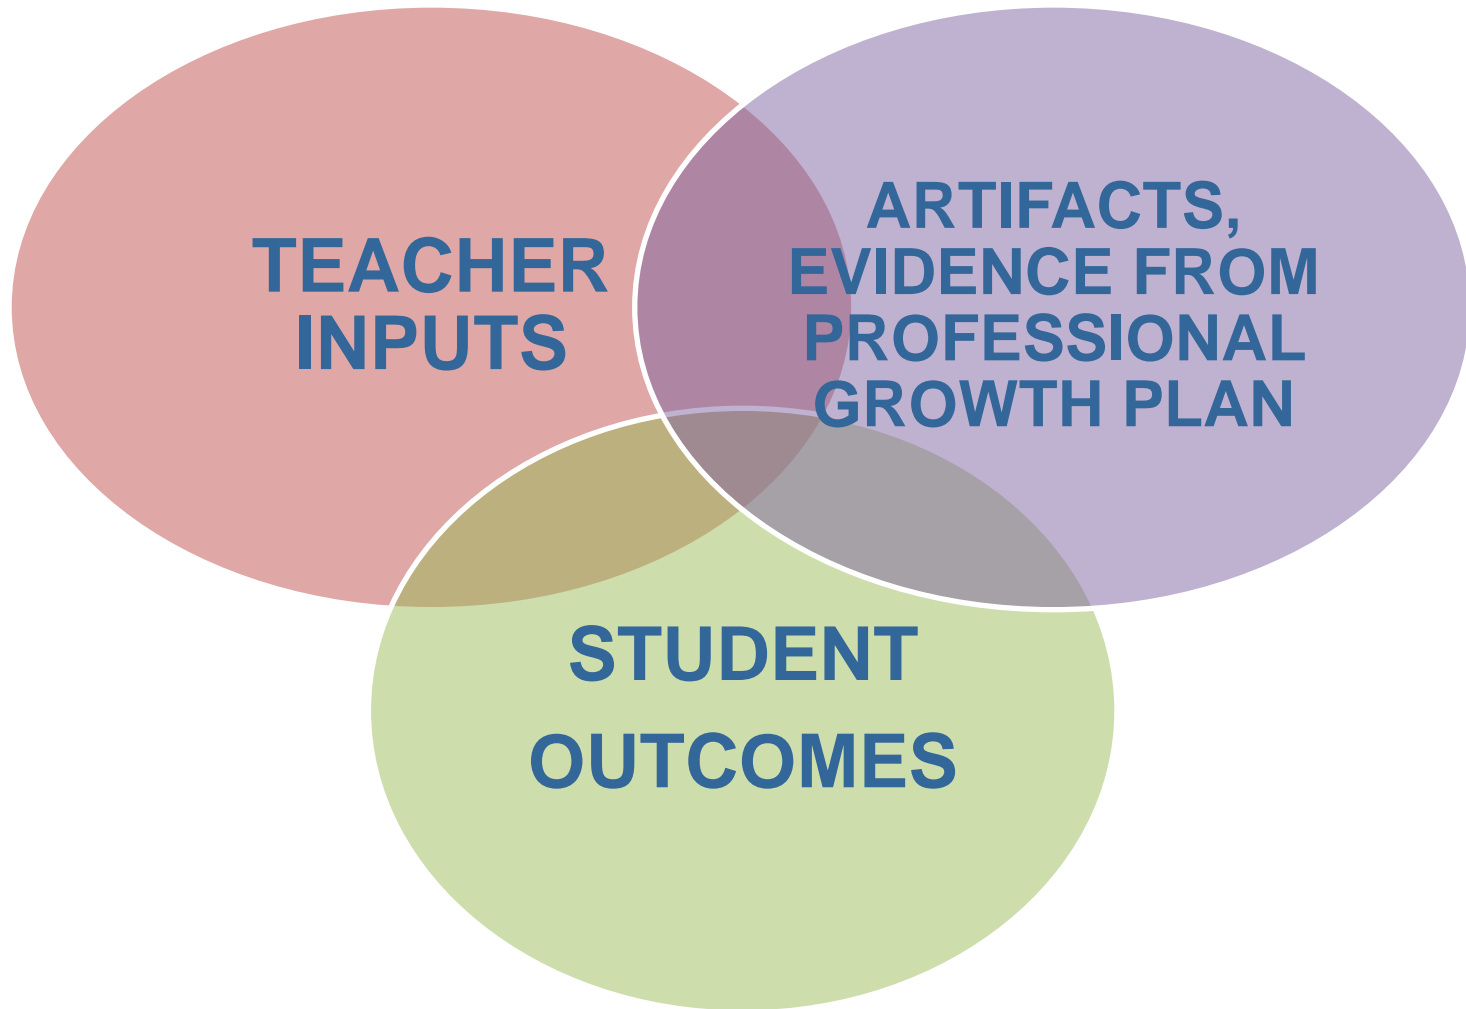 TEACHER
INPUTS
ARTIFACTS,
EVIDENCE FROM
PROFESSIONAL
GROWTH PLAN
STUDENT
OUTCOMES